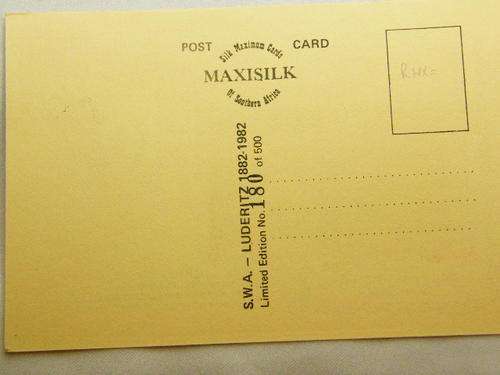 POST CARD
Silk Maximum Cards
MAXISILK
Of Southern Africa
S.W.A. – LUDERITZ 1882-1982
Limited Edition No. 180 of 500